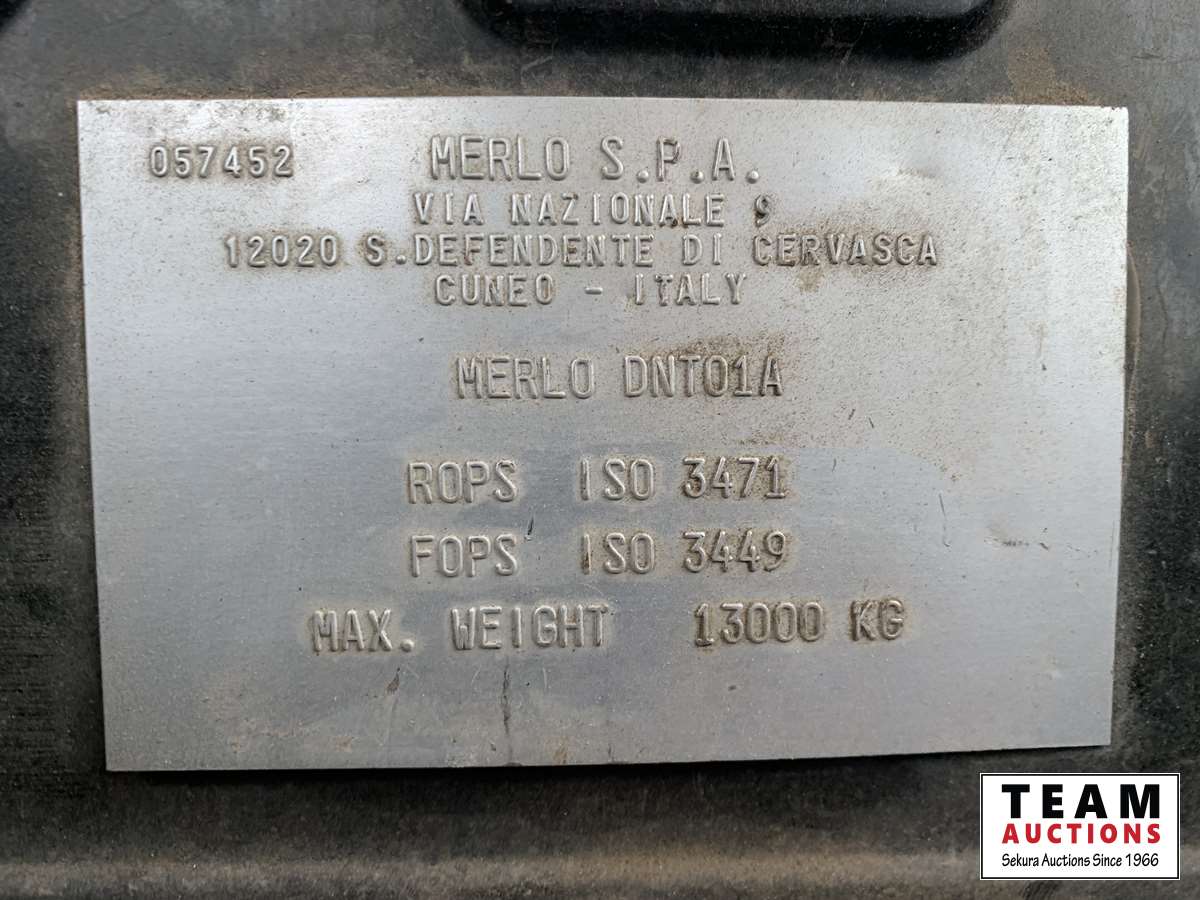 057452 MERLO S.P.A.
VIA NAZIONALE 9
12020 S.DEFENDENTE DI CERVASCA
CUNEO - ITALY
MERLO DNT01A
ROPS ISO 3471
FOPS ISO 3449
MAX. WEIGHT 13000 KG
TEAM
AUCTIONS
Sekura Auctions Since 1966